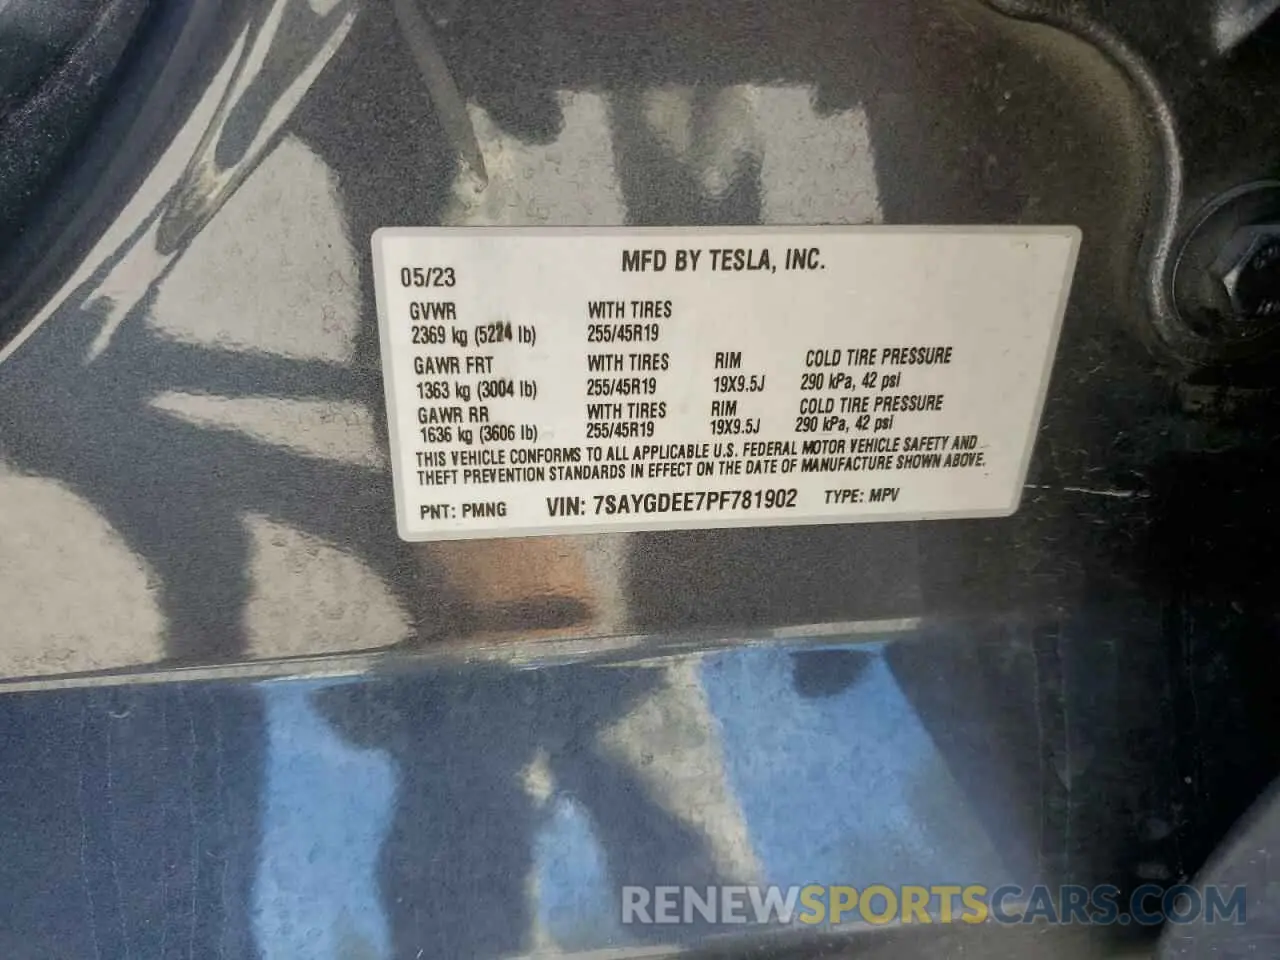 MFD BY TESLA, INC.
05/23
GVWR WITH TIRES
2369 kg (5224 lb) 255/45R19
GAWR FRT WITH TIRES RIM COLD TIRE PRESSURE
1363 kg (3004 lb) 255/45R19 19X9.5J 290 kPa, 42 psi
GAWR RR WITH TIRES RIM COLD TIRE PRESSURE
1636 kg (3606 lb) 255/45R19 19X9.5J 290 kPa, 42 psi
THIS VEHICLE CONFORMS TO ALL APPLICABLE U.S. FEDERAL MOTOR VEHICLE SAFETY AND
THEFT PREVENTION STANDARDS IN EFFECT ON THE DATE OF MANUFACTURE SHOWN ABOVE.
PNT: PMNG VIN: 7SAYGDEE7PF781902 TYPE: MPV
RENEWSPORTSCARS.COM